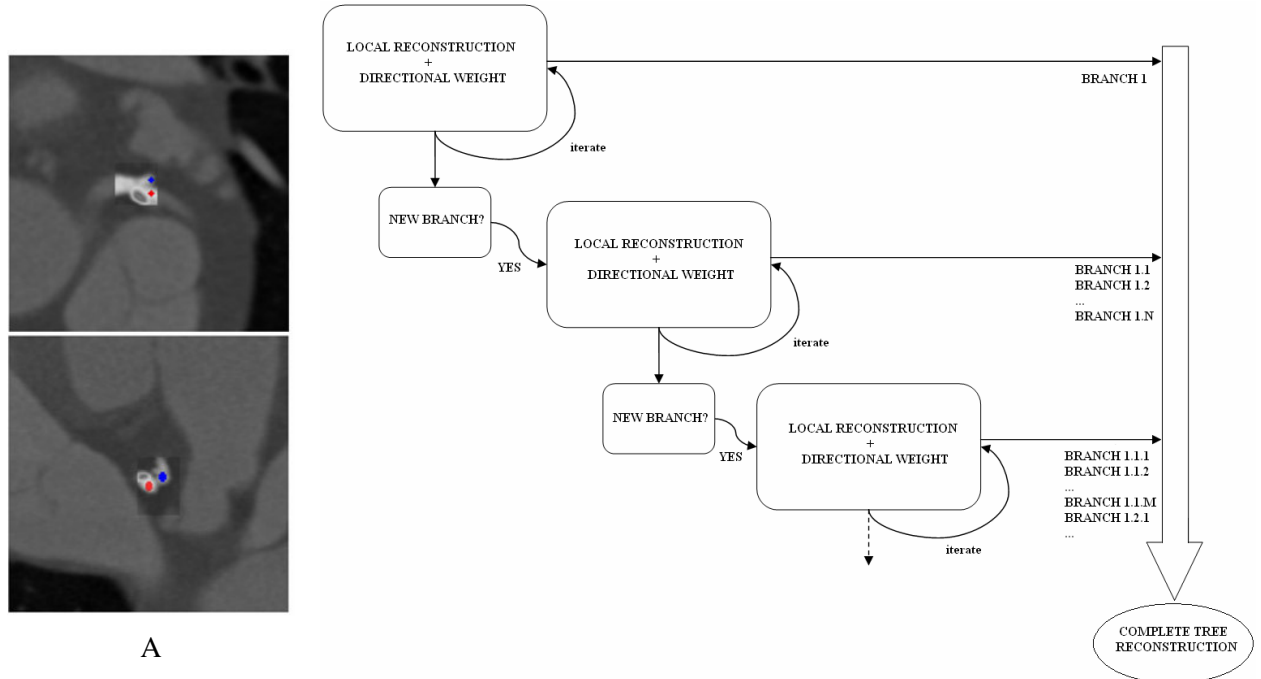 LOCAL RECONSTRUCTION
+
DIRECTIONAL WEIGHT
BRANCH 1
iterate
NEW BRANCH?
YES
LOCAL RECONSTRUCTION
+
DIRECTIONAL WEIGHT
BRANCH 1.1
BRANCH 1.2
...
BRANCH 1.N
iterate
NEW BRANCH?
YES
LOCAL RECONSTRUCTION
+
DIRECTIONAL WEIGHT
BRANCH 1.1.1
BRANCH 1.1.2
...
BRANCH 1.1.M
BRANCH 1.2.1
...
iterate
COMPLETE TREE
RECONSTRUCTION
A